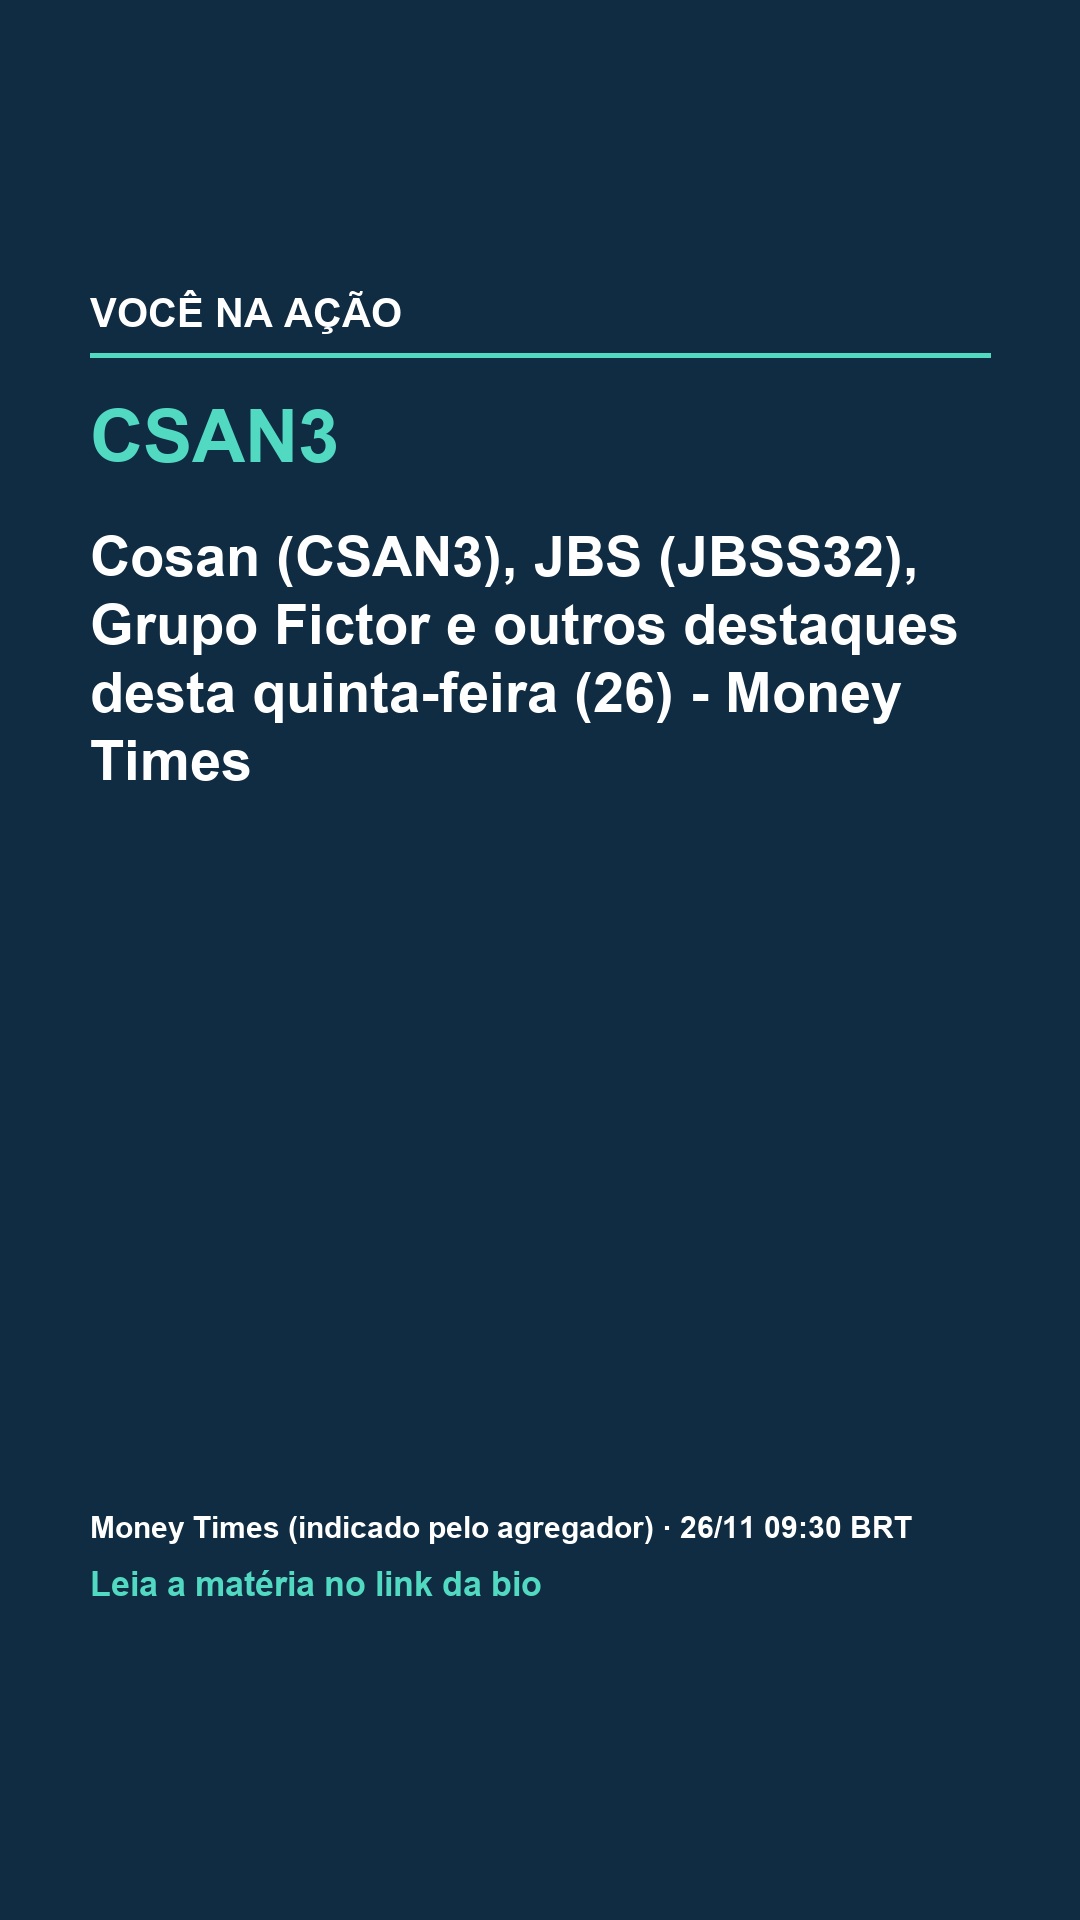 VOCÊ NA AÇÃO
CSAN3
Cosan (CSAN3), JBS (JBSS32),
Grupo Fictor e outros destaques
desta quinta-feira (26) - Money
Times
Money Times (indicado pelo agregador) · 26/11 09:30 BRT
Leia a matéria no link da bio